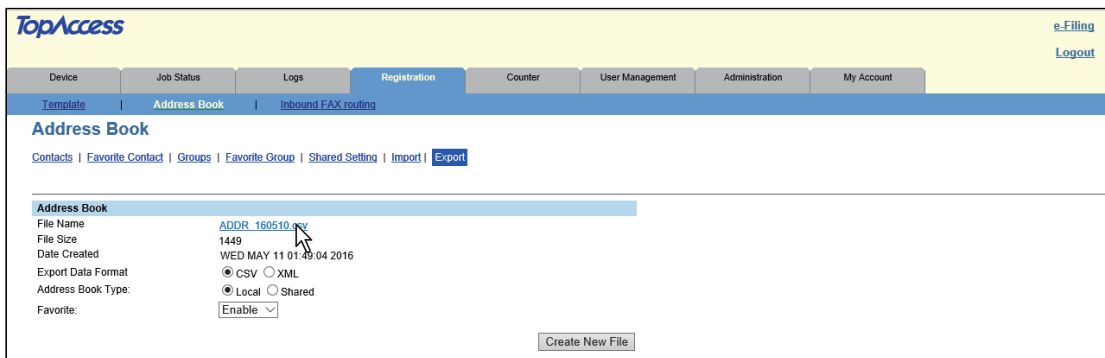 TopAccess
e-Filing
Logout
Device Job Status Logs Registration Counter User Management Administration My Account
Template | Address Book | Inbound FAX routing
Address Book
Contacts | Favorite Contact | Groups | Favorite Group | Shared Setting | Import | Export
Address Book
File Name ADDR_160510.csv
File Size 1449
Date Created WED MAY 11 01:49:04 2016
Export Data Format CSV XML
Address Book Type: Local Shared
Favorite: Enable
Create New File